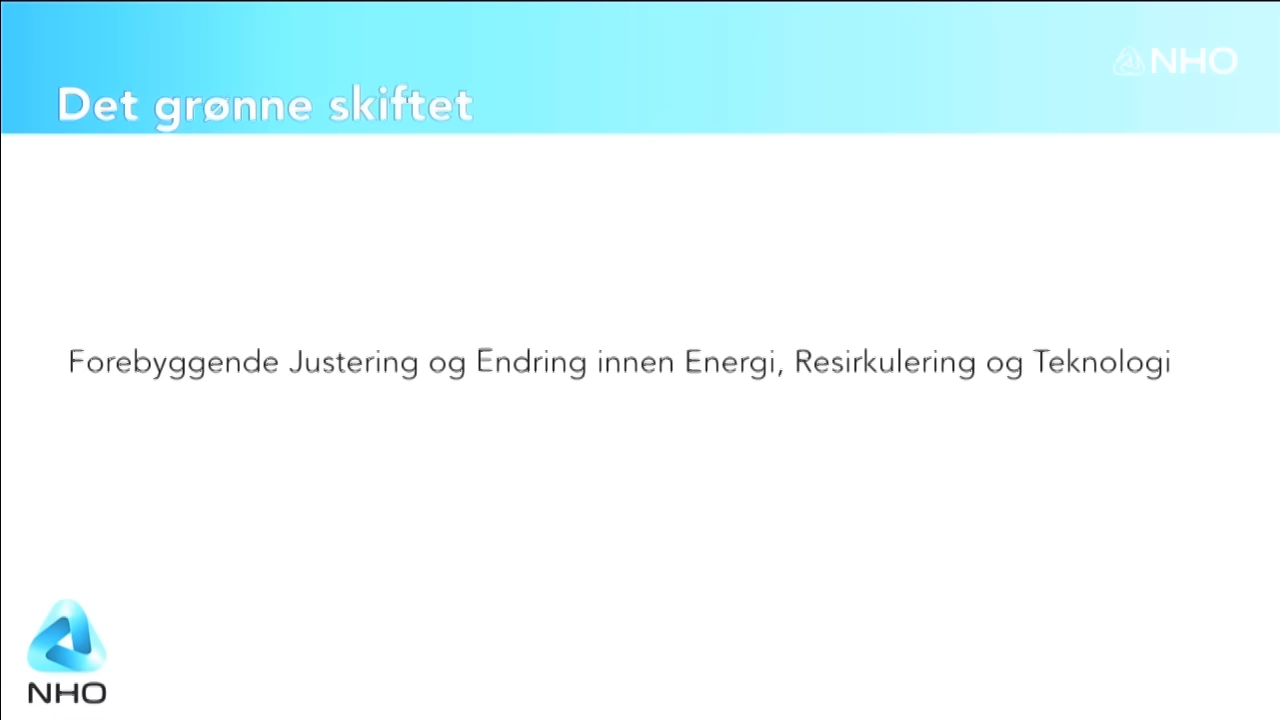 NHO
Det grønne skiftet
Forebyggende Justering og Endring innen Energi, Resirkulering og Teknologi
NHO